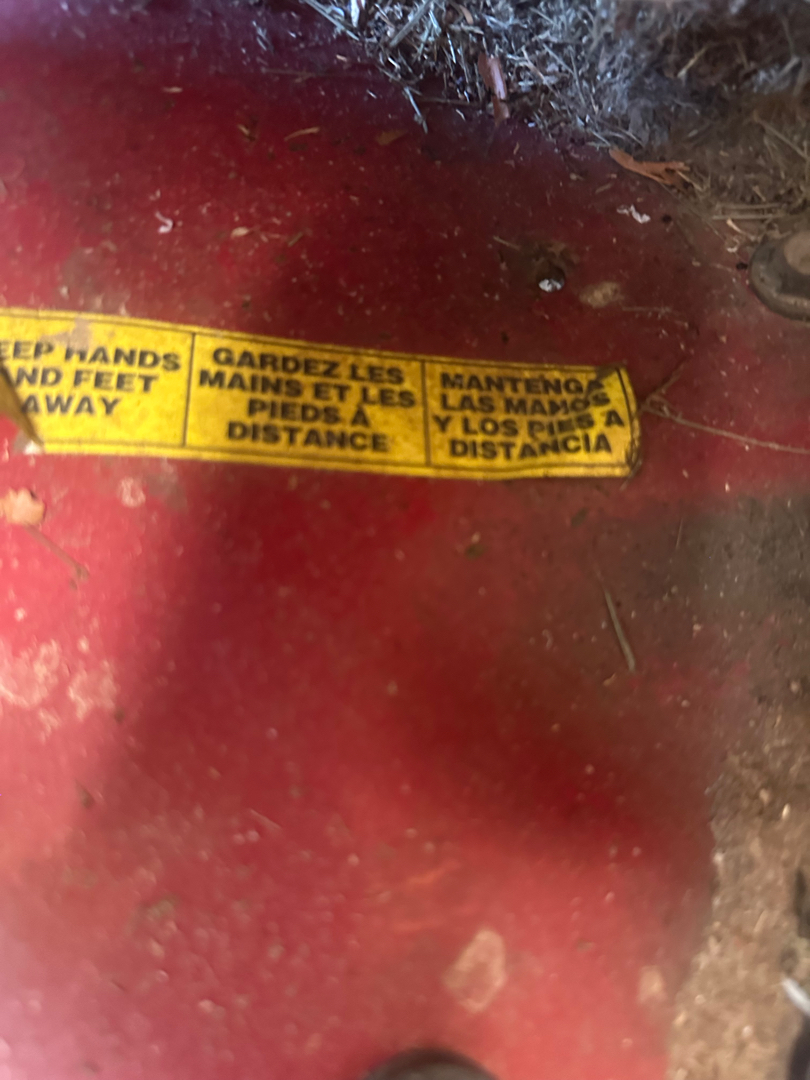 EEP HANDS
ND FEET
AWAY
GARDEZ LES
MAINS ET LES
PIEDS À
DISTANCE
MANTENGA
LAS MANOS
Y LOS PIES A
DISTANCIA